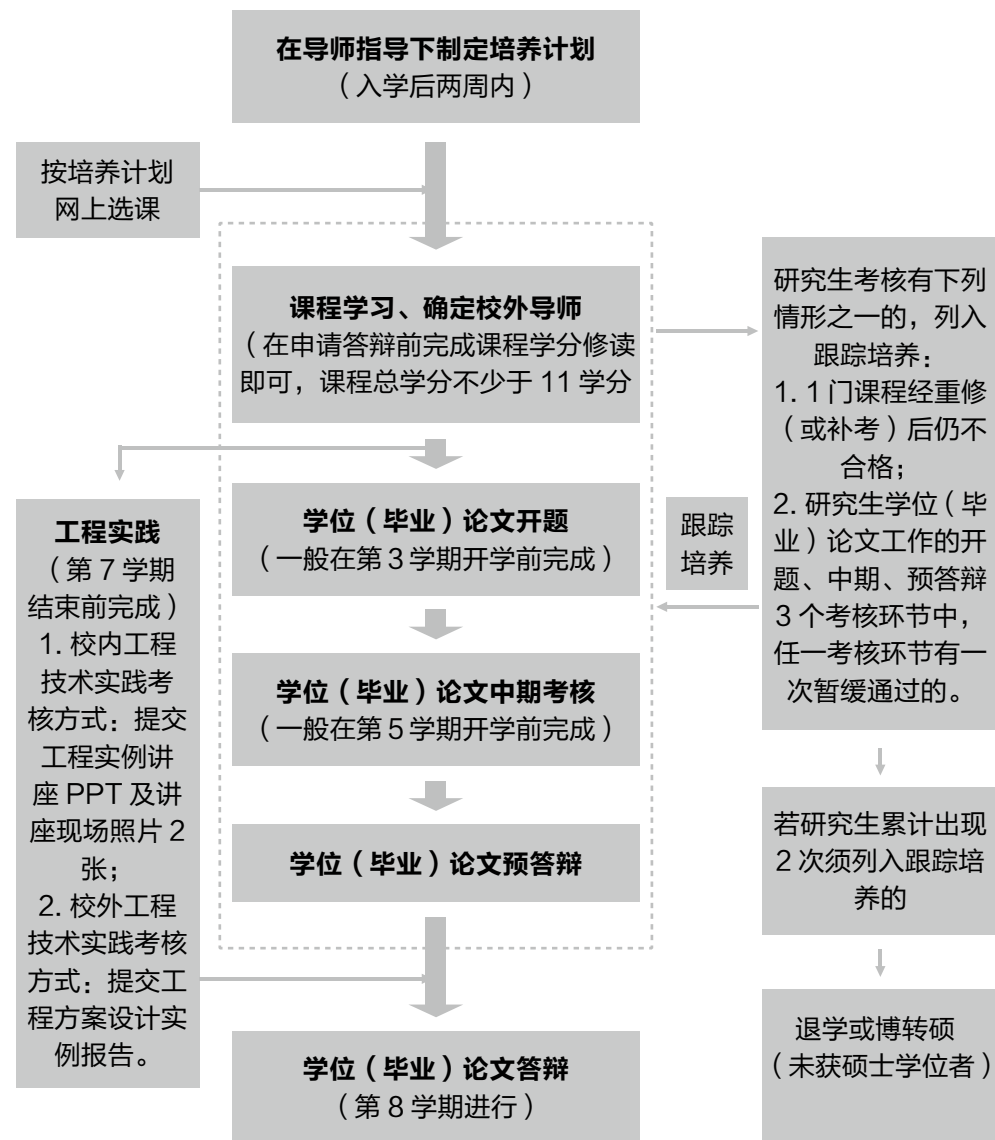 在导师指导下制定培养计划
（入学后两周内）
按培养计划
网上选课
课程学习、确定校外导师
（在申请答辩前完成课程学分修读
即可，课程总学分不少于 11 学分
研究生考核有下列
情形之一的，列入
跟踪培养：
1. 1 门课程经重修
（或补考）后仍不
合格；
2. 研究生学位（毕
业）论文工作的开
题、中期、预答辩
3 个考核环节中，
任一考核环节有一
次暂缓通过的。
跟踪
培养
工程实践
（第 7 学期
结束前完成）
1. 校内工程
技术实践考
核方式：提交
工程实例讲
座 PPT 及讲
座现场照片 2
张；
2. 校外工程
技术实践考核
方式：提交工
程方案设计实
例报告。
学位（毕业）论文开题
（一般在第 3 学期开学前完成）
学位（毕业）论文中期考核
（一般在第 5 学期开学前完成）
学位（毕业）论文预答辩
若研究生累计出现
2 次须列入跟踪培
养的
学位（毕业）论文答辩
（第 8 学期进行）
退学或博转硕
（未获硕士学位者）